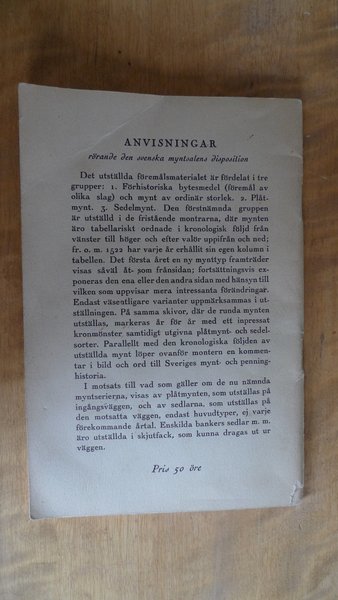 ANVISNINGAR
rörande den svenska myntsalens disposition
Det utställda föremålsmaterialet är fördelat i tre
grupper: 1. Förhistoriska bytesmedel (föremål av
olika slag) och mynt av ordinär storlek. 2. Plåt-
mynt. 3. Sedelmynt. Den förstnämnda gruppen
är utställd i de fristående montrarna, där mynten
äro tabellariskt ordnade i kronologisk följd från
vänster till höger och efter valör uppifrån och ned;
fr. o. m. 1522 har varje år erhållit sin egen kolumn i
tabellen. Det första året en ny mynttyp framträder
visas såväl åt- som frånsidan; fortsättningsvis ex-
poneras den ena eller den andra sidan med hänsyn till
vilken som uppvisar mera intressanta förändringar.
Endast väsentligare varianter uppmärksammas i ut-
ställningen. På samma skivor, där de runda mynten
utställas, markeras år för år med ett inpressat
kronmönster samtidigt utgivna plåtmynt- och sedel-
sorter. Parallellt med den kronologiska följden av
utställda mynt löper ovanför montern en kommen-
tar i bild och ord till Sveriges mynt- och penning-
historia.
I motsats till vad som gäller om de nu nämnda
myntserierna, visas av plåtmynten, som utställas på
ingångsväggen, och av sedlarna, som utställas på
den motsatta väggen, endast huvudtyper, ej varje
förekommande årtal. Enskilda bankers sedlar m. m.
äro utställda i skjutfack, som kunna dragas ut ur
väggen.
Pris 50 öre